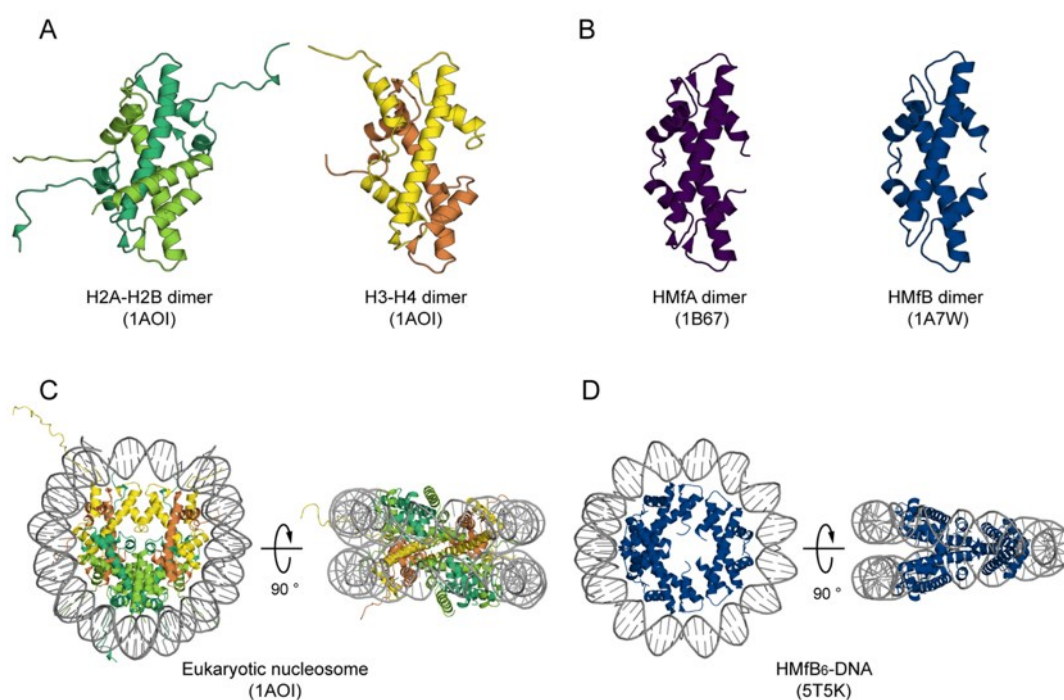 A
B
H2A-H2B dimer
(1AOI)
H3-H4 dimer
(1AOI)
HMfA dimer
(1B67)
HMfB dimer
(1A7W)
C
D
90 °
90 °
Eukaryotic nucleosome
(1AOI)
HMfB6-DNA
(5T5K)